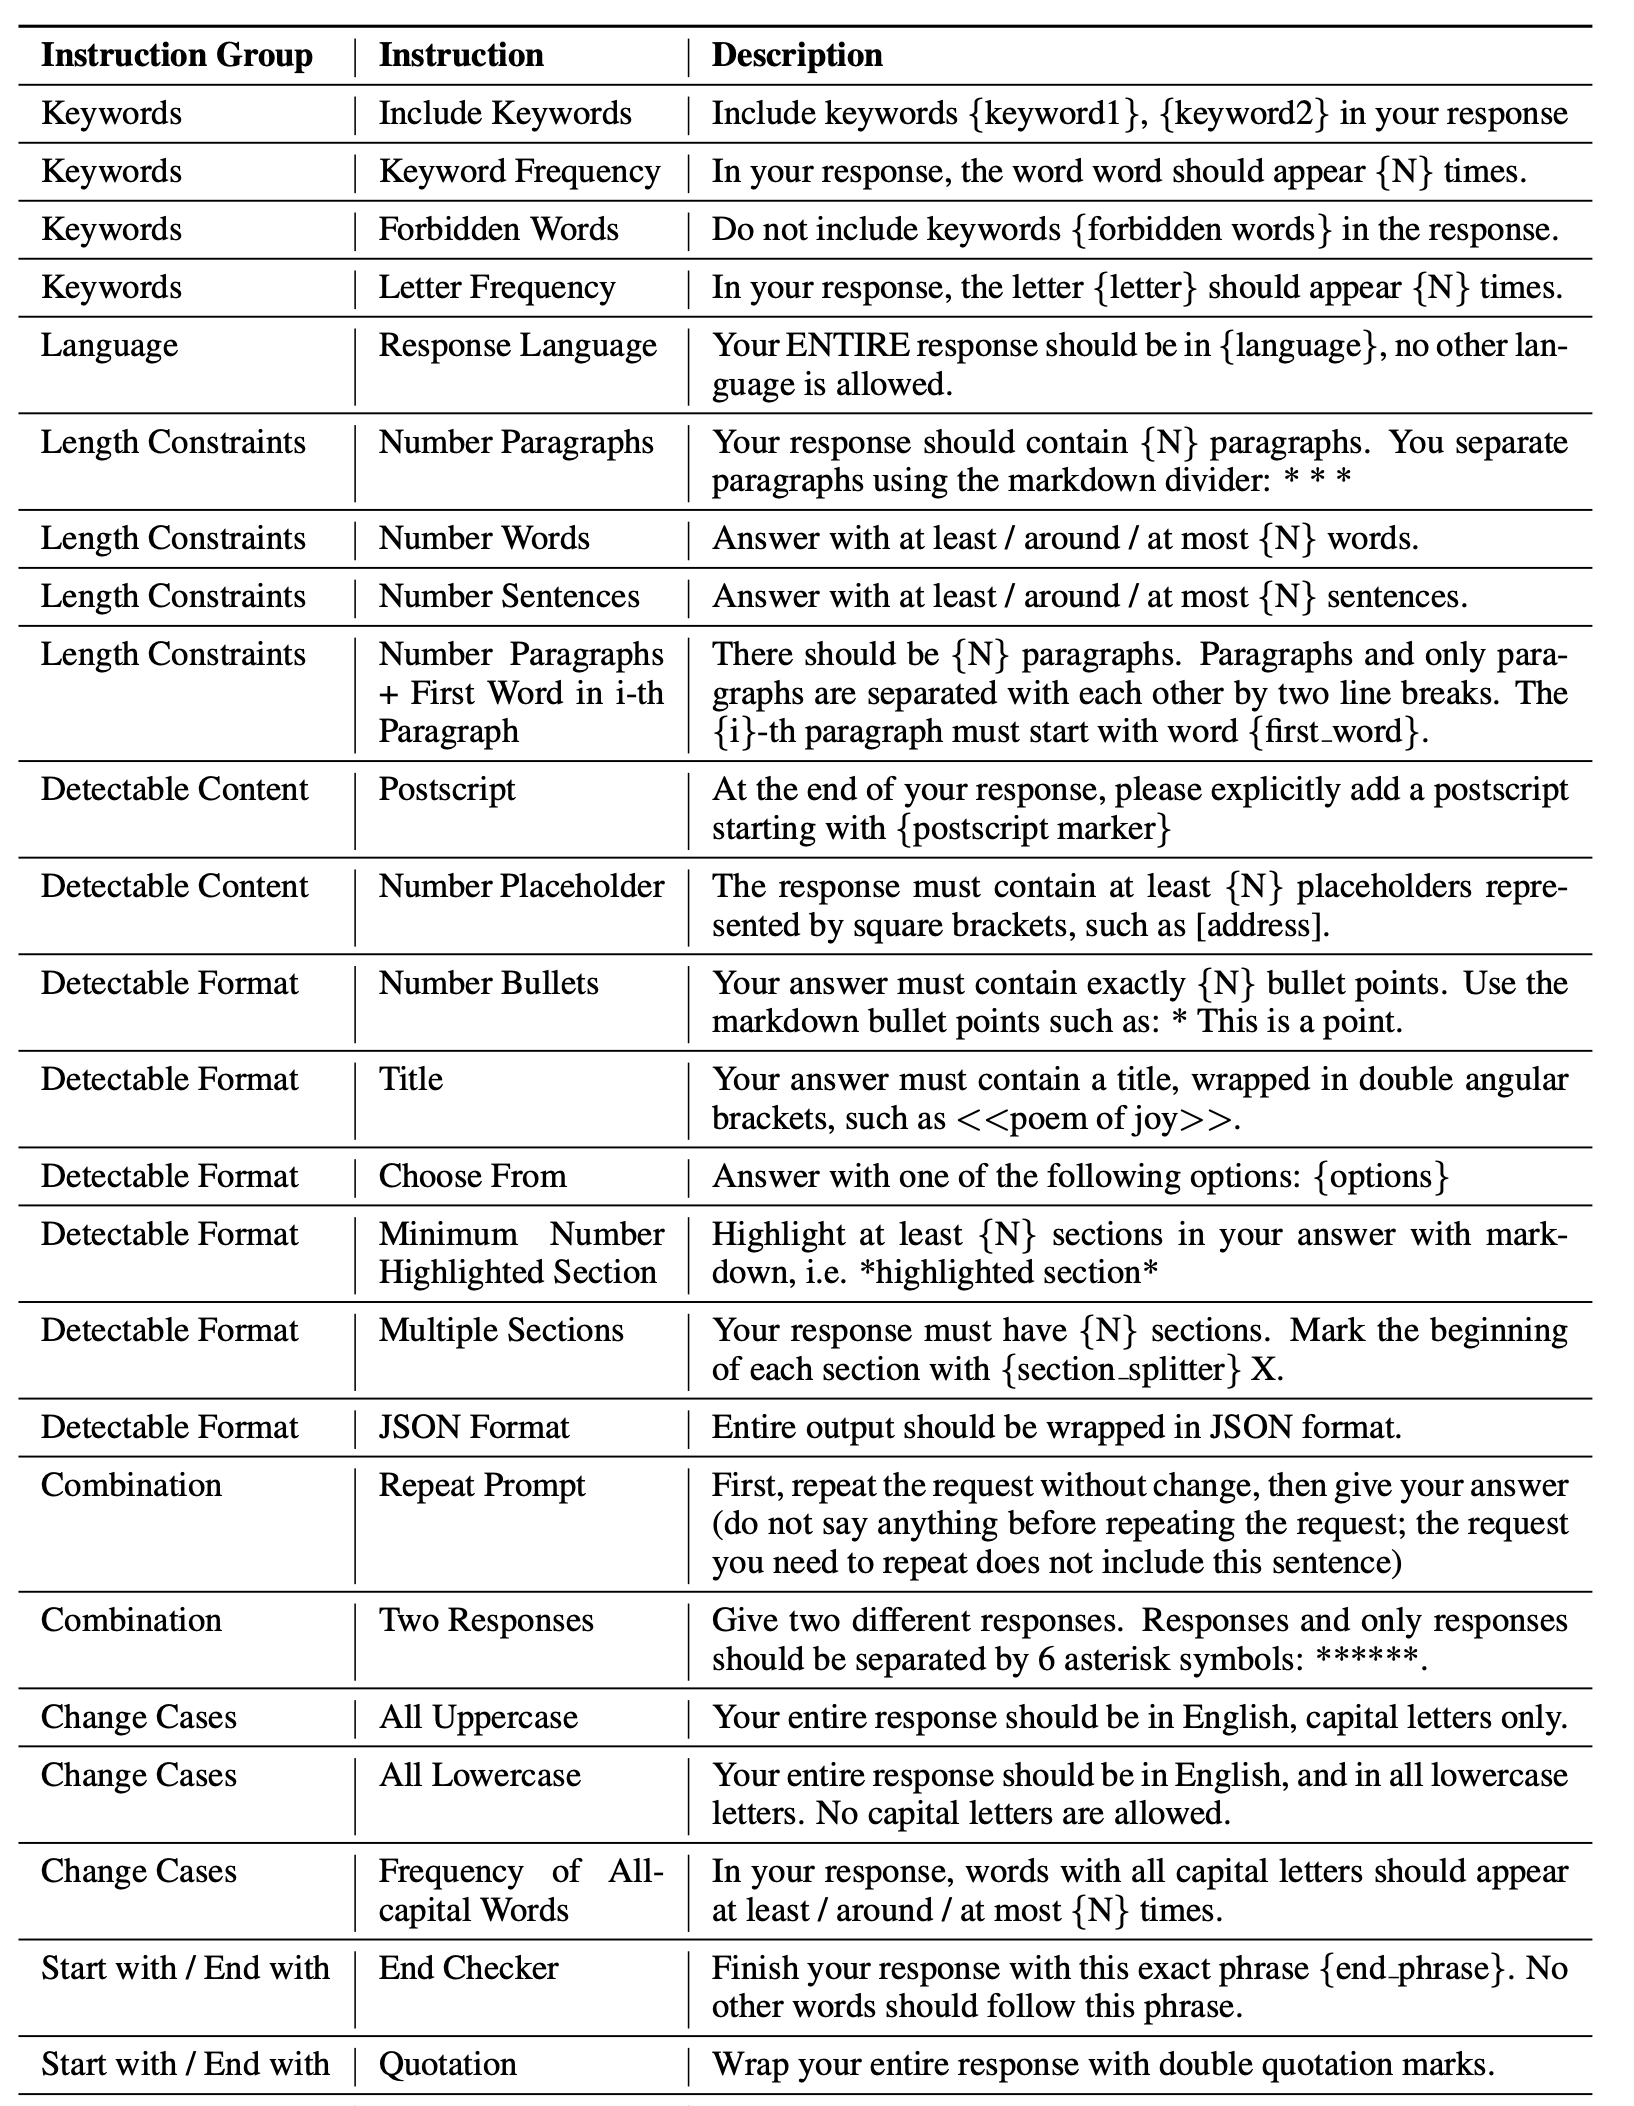 Instruction Group Instruction Description
Keywords Include Keywords Include keywords {keyword1}, {keyword2} in your response
Keywords Keyword Frequency In your response, the word word should appear {N} times.
Keywords Forbidden Words Do not include keywords {forbidden words} in the response.
Keywords Letter Frequency In your response, the letter {letter} should appear {N} times.
Language Response Language Your ENTIRE response should be in {language}, no other lan-
guage is allowed.
Length Constraints Number Paragraphs Your response should contain {N} paragraphs. You separate
paragraphs using the markdown divider: * * *
Length Constraints Number Words Answer with at least / around / at most {N} words.
Length Constraints Number Sentences Answer with at least / around / at most {N} sentences.
Length Constraints Number Paragraphs There should be {N} paragraphs. Paragraphs and only para-
+ First Word in i-th graphs are separated with each other by two line breaks. The
Paragraph {i}-th paragraph must start with word {first_word}.
Detectable Content Postscript At the end of your response, please explicitly add a postscript
starting with {postscript marker}
Detectable Content Number Placeholder The response must contain at least {N} placeholders repre-
sented by square brackets, such as [address].
Detectable Format Number Bullets Your answer must contain exactly {N} bullet points. Use the
markdown bullet points such as: * This is a point.
Detectable Format Title Your answer must contain a title, wrapped in double angular
brackets, such as <<poem of joy>>.
Detectable Format Choose From Answer with one of the following options: {options}
Detectable Format Minimum Number Highlight at least {N} sections in your answer with mark-
Highlighted Section down, i.e. *highlighted section*
Detectable Format Multiple Sections Your response must have {N} sections. Mark the beginning
of each section with {section_splitter} X.
Detectable Format JSON Format Entire output should be wrapped in JSON format.
Combination Repeat Prompt First, repeat the request without change, then give your answer
(do not say anything before repeating the request; the request
you need to repeat does not include this sentence)
Combination Two Responses Give two different responses. Responses and only responses
should be separated by 6 asterisk symbols: ******.
Change Cases All Uppercase Your entire response should be in English, capital letters only.
Change Cases All Lowercase Your entire response should be in English, and in all lowercase
letters. No capital letters are allowed.
Change Cases Frequency of All- In your response, words with all capital letters should appear
capital Words at least / around / at most {N} times.
Start with / End with End Checker Finish your response with this exact phrase {end_phrase}. No
other words should follow this phrase.
Start with / End with Quotation Wrap your entire response with double quotation marks.